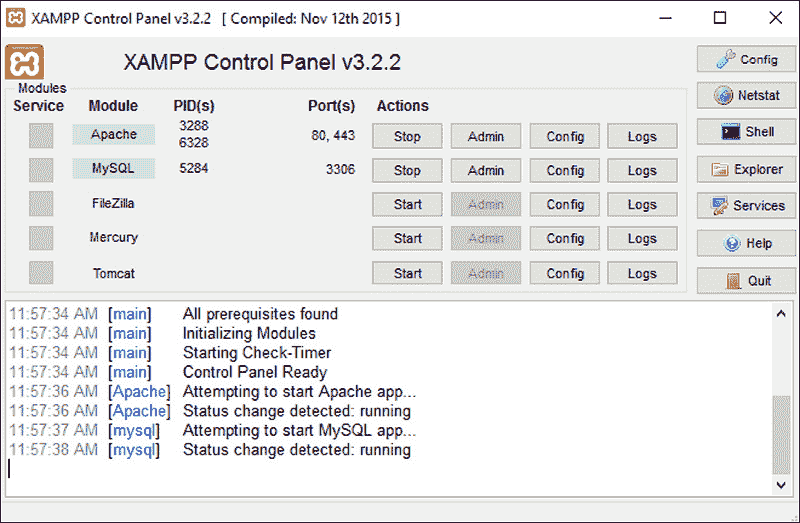 XAMPP Control Panel v3.2.2 [ Compiled: Nov 12th 2015 ]
XAMPP Control Panel v3.2.2
Config
Modules
Service Module PID(s) Port(s) Actions
Netstat
Apache 3288 6328 80, 443 Stop Admin Config Logs
Shell
MySQL 5284 3306 Stop Admin Config Logs
Explorer
FileZilla Start Admin Config Logs
Services
Mercury Start Admin Config Logs
Help
Tomcat Start Admin Config Logs
Quit
11:57:34 AM [main] All prerequisites found
11:57:34 AM [main] Initializing Modules
11:57:34 AM [main] Starting Check-Timer
11:57:34 AM [main] Control Panel Ready
11:57:36 AM [Apache] Attempting to start Apache app...
11:57:36 AM [Apache] Status change detected: running
11:57:37 AM [mysql] Attempting to start MySQL app...
11:57:38 AM [mysql] Status change detected: running